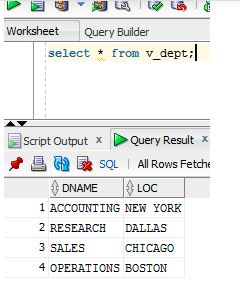 Worksheet Query Builder
select * from v_dept;
Script Output × Query Result ×
SQL | All Rows Fetche
DNAME LOC
1 ACCOUNTING NEW YORK
2 RESEARCH DALLAS
3 SALES CHICAGO
4 OPERATIONS BOSTON